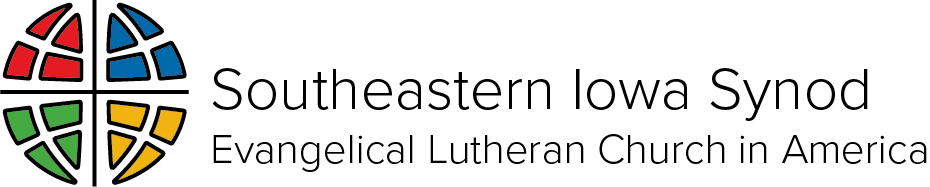 Southeastern Iowa Synod
Evangelical Lutheran Church in America